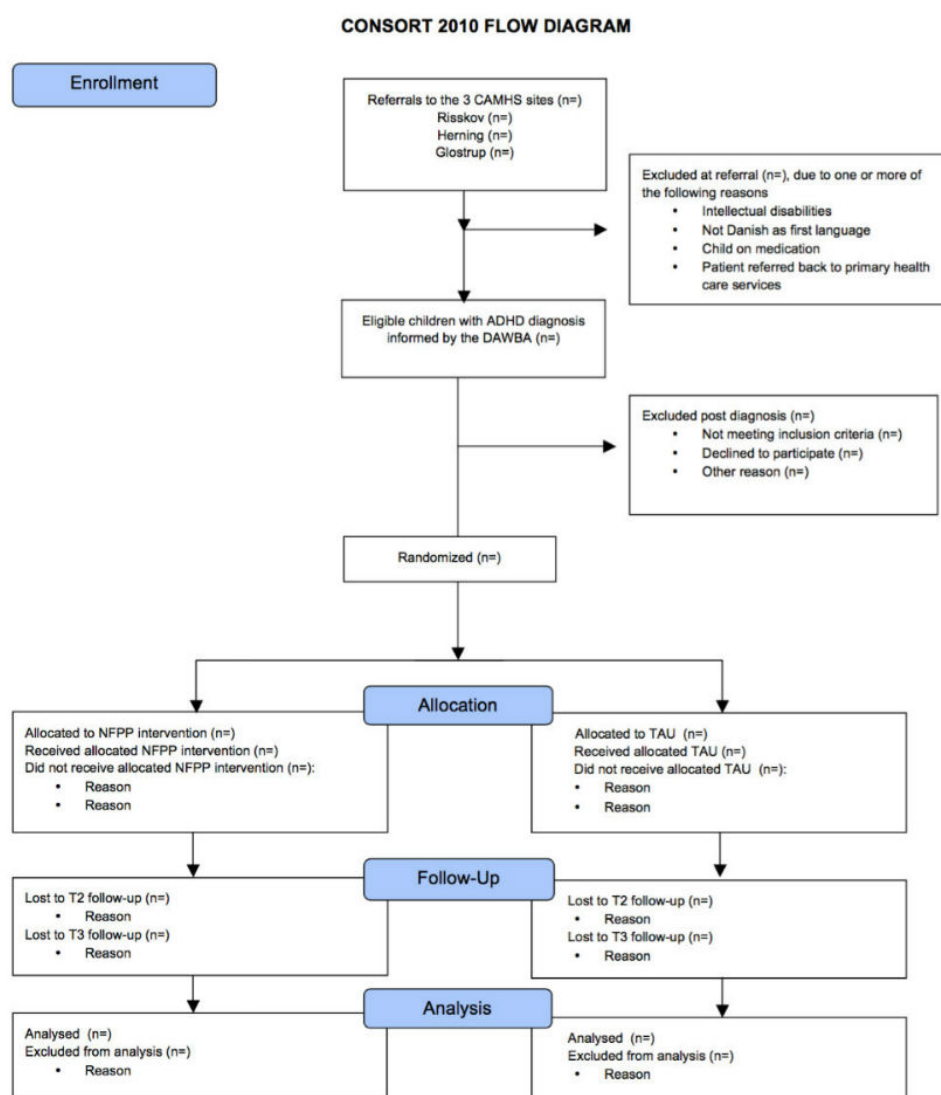 CONSORT 2010 FLOW DIAGRAM
Enrollment
Referrals to the 3 CAMHS sites (n=)
Risskov (n=)
Herning (n=)
Glostrup (n=)
Excluded at referral (n=), due to one or more of
the following reasons
• Intellectual disabilities
• Not Danish as first language
• Child on medication
• Patient referred back to primary health
care services
Eligible children with ADHD diagnosis
informed by the DAWBA (n=)
Excluded post diagnosis (n=)
• Not meeting inclusion criteria (n=)
• Declined to participate (n=)
• Other reason (n=)
Randomized (n=)
Allocation
Allocated to NFPP intervention (n=)
Received allocated NFPP intervention (n=)
Did not receive allocated NFPP intervention (n=):
• Reason
• Reason
Allocated to TAU (n=)
Received allocated TAU (n=)
Did not receive allocated TAU (n=):
• Reason
• Reason
Follow-Up
Lost to T2 follow-up (n=)
• Reason
Lost to T3 follow-up (n=)
• Reason
Lost to T2 follow-up (n=)
• Reason
Lost to T3 follow-up (n=)
• Reason
Analysis
Analysed (n=)
Excluded from analysis (n=)
• Reason
Analysed (n=)
Excluded from analysis (n=)
• Reason